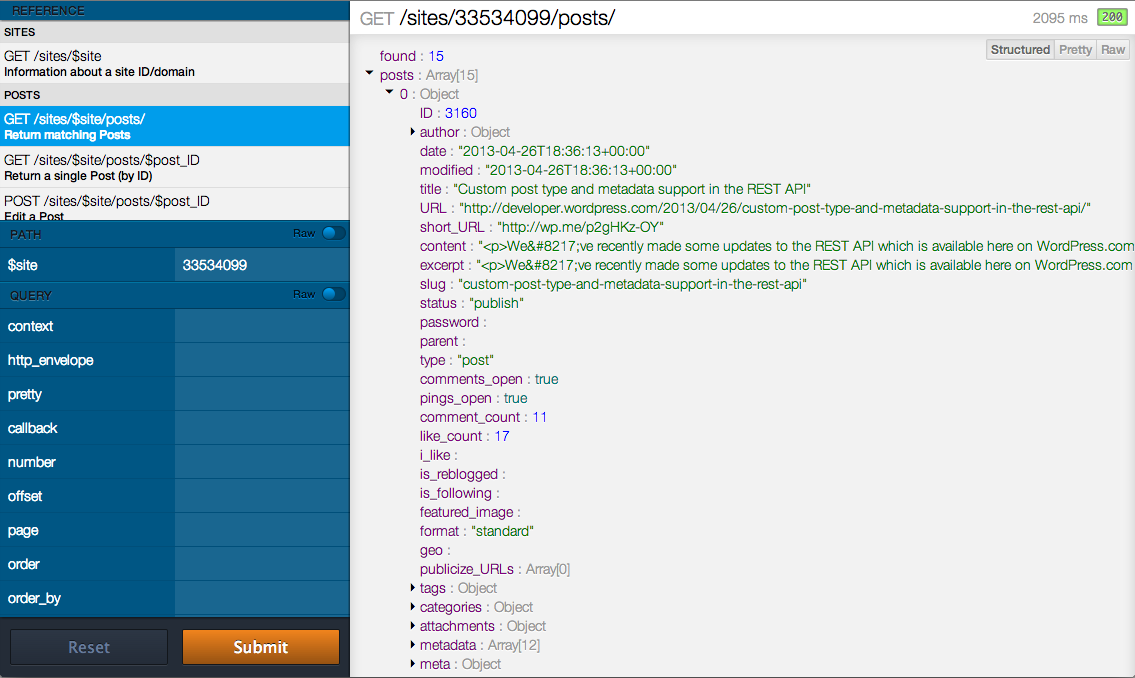 REFERENCE
SITES
GET /sites/$site
Information about a site ID/domain
POSTS
GET /sites/$site/posts/
Return matching Posts
GET /sites/$site/posts/$post_ID
Return a single Post (by ID)
POST /sites/$site/posts/$post_ID
Edit a Post
PATH Raw
$site 33534099
QUERY Raw
context
http_envelope
pretty
callback
number
offset
page
order
order_by
Reset Submit
GET /sites/33534099/posts/ 2095 ms 200
Structured Pretty Raw
found : 15
posts : Array[15]
0 : Object
ID : 3160
author : Object
date : "2013-04-26T18:36:13+00:00"
modified : "2013-04-26T18:36:13+00:00"
title : "Custom post type and metadata support in the REST API"
URL : "http://developer.wordpress.com/2013/04/26/custom-post-type-and-metadata-support-in-the-rest-api/"
short_URL : "http://wp.me/p2gHKz-OY"
content : "<p>We&#8217;ve recently made some updates to the REST API which is available here on WordPress.com
excerpt : "<p>We&#8217;ve recently made some updates to the REST API which is available here on WordPress.com
slug : "custom-post-type-and-metadata-support-in-the-rest-api"
status : "publish"
password :
parent :
type : "post"
comments_open : true
pings_open : true
comment_count : 11
like_count : 17
i_like :
is_reblogged :
is_following :
featured_image :
format : "standard"
geo :
publicize_URLs : Array[0]
tags : Object
categories : Object
attachments : Object
metadata : Array[12]
meta : Object